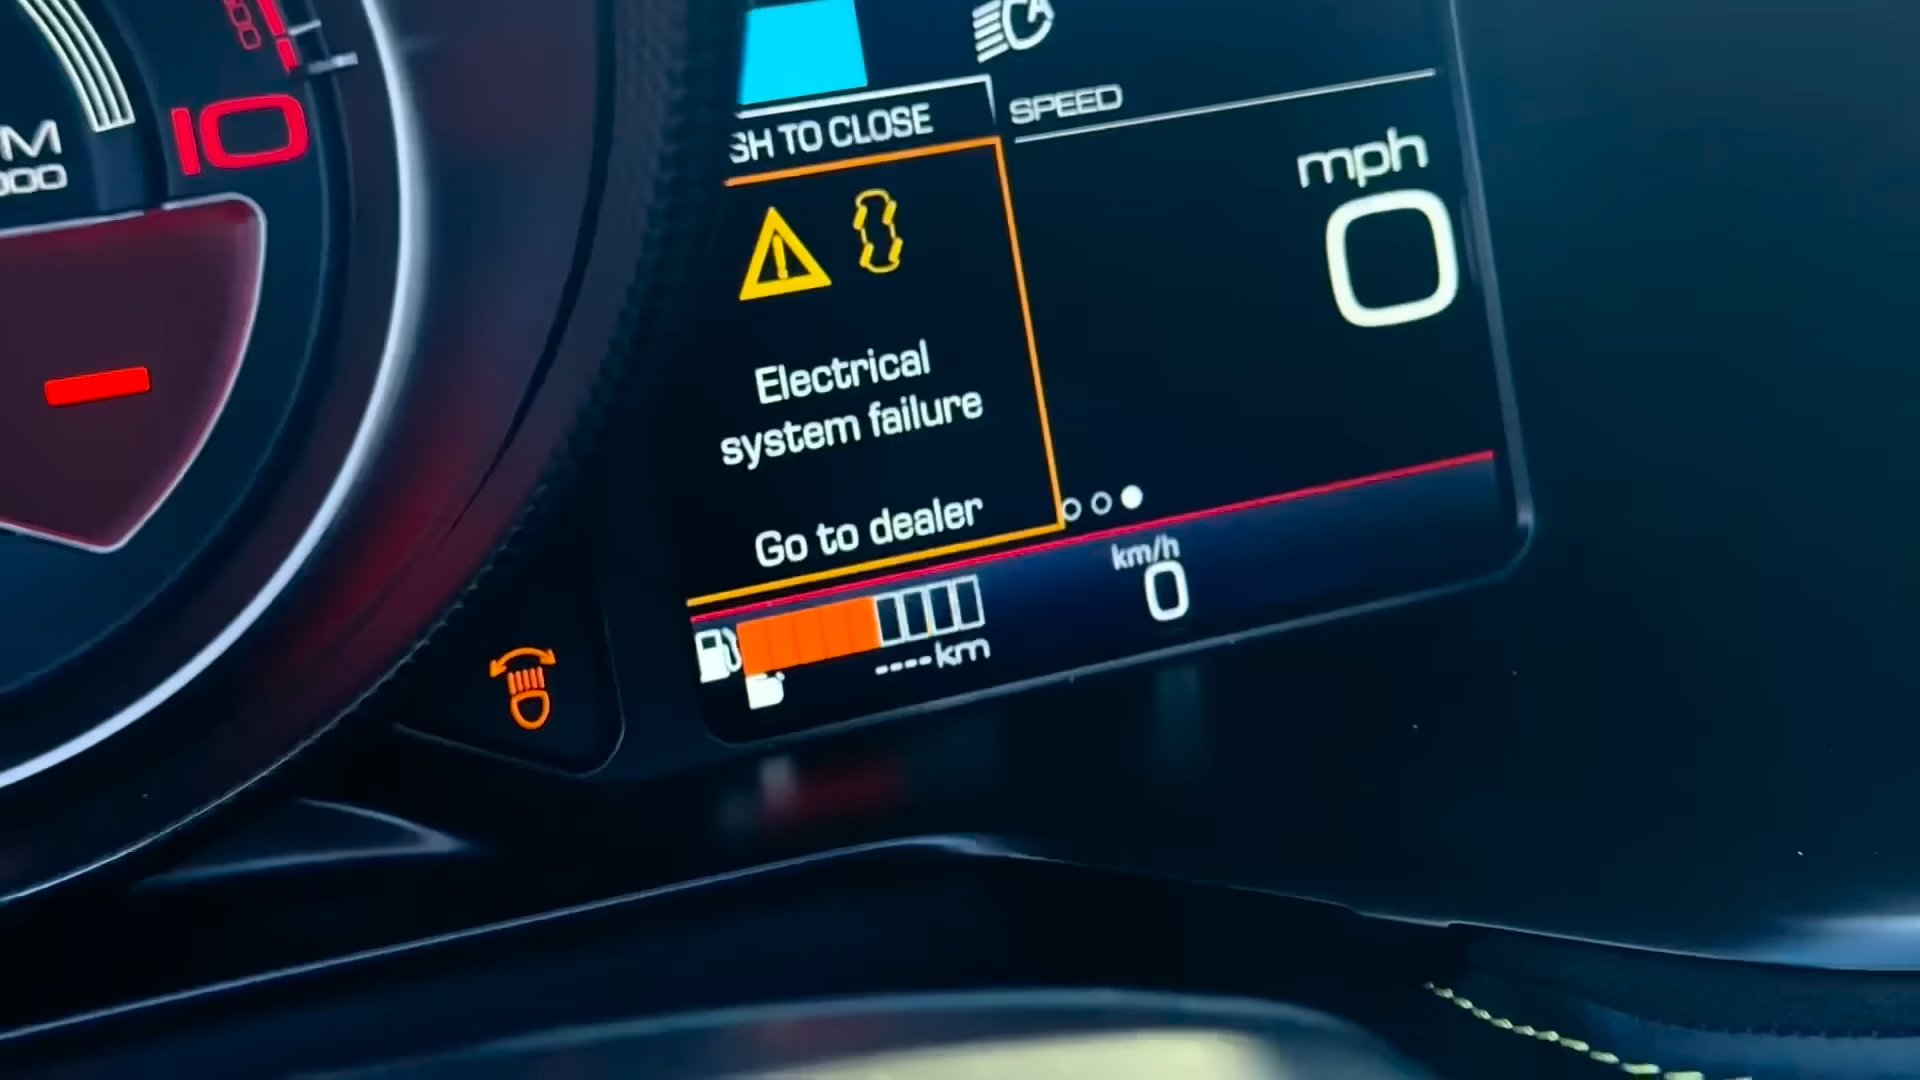 10
SH TO CLOSE
SPEED
mph
0
Electrical
system failure
Go to dealer
km/h
0
----km